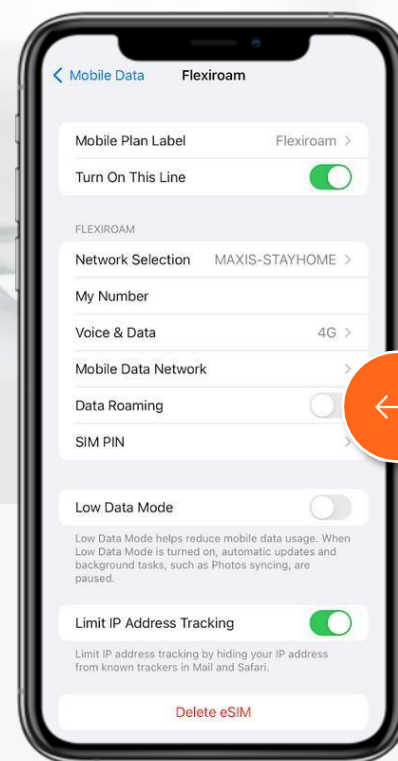 Mobile Data Flexiroam
Mobile Plan Label Flexiroam
Turn On This Line
FLEXIROAM
Network Selection MAXIS-STAYHOME
My Number
Voice & Data 4G
Mobile Data Network
Data Roaming
SIM PIN
Low Data Mode
Low Data Mode helps reduce mobile data usage. When
Low Data Mode is turned on, automatic updates and
background tasks, such as Photos syncing, are
paused.
Limit IP Address Tracking
Limit IP address tracking by hiding your IP address
from known trackers in Mail and Safari.
Delete eSIM